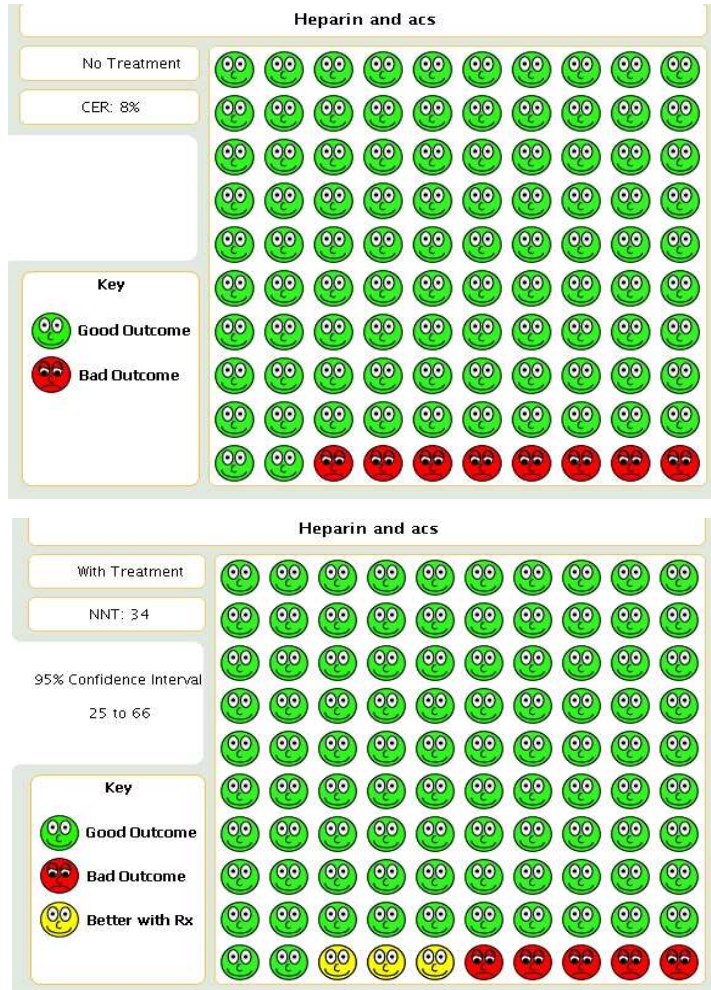 Heparin and acs
No Treatment
CER: 8%
Key
Good Outcome
Bad Outcome
Heparin and acs
With Treatment
NNT: 34
95% Confidence Interval
25 to 66
Key
Good Outcome
Bad Outcome
Better with Rx